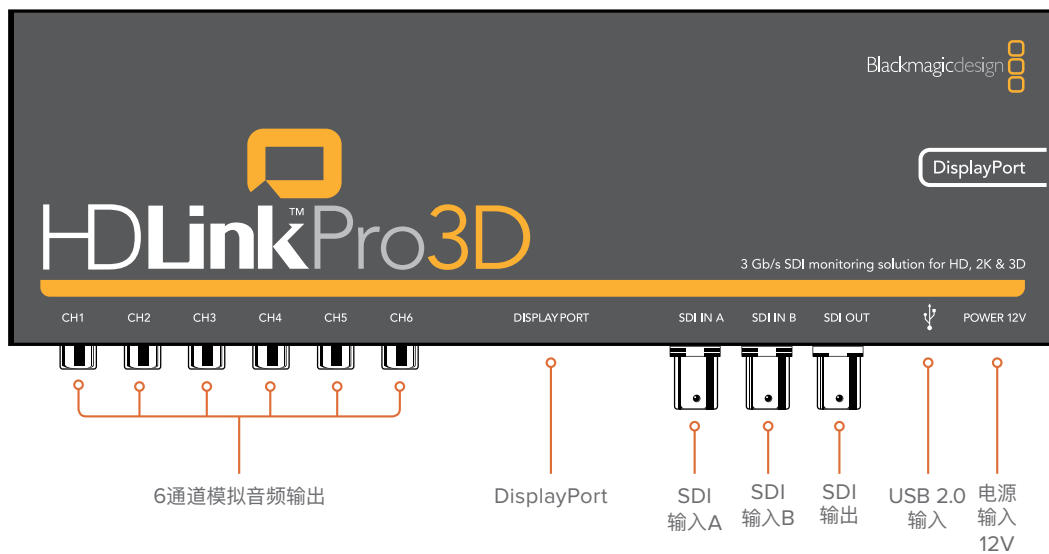 Blackmagicdesign
DisplayPort
HDLink™Pro3D
3 Gb/s SDI monitoring solution for HD, 2K & 3D
CH1 CH2 CH3 CH4 CH5 CH6 DISPLAYPORT SDI IN A SDI IN B SDI OUT POWER 12V
6通道模拟音频输出
DisplayPort
SDI
输入A
SDI
输入B
SDI
输出
USB 2.0
输入
电源
输入
12V